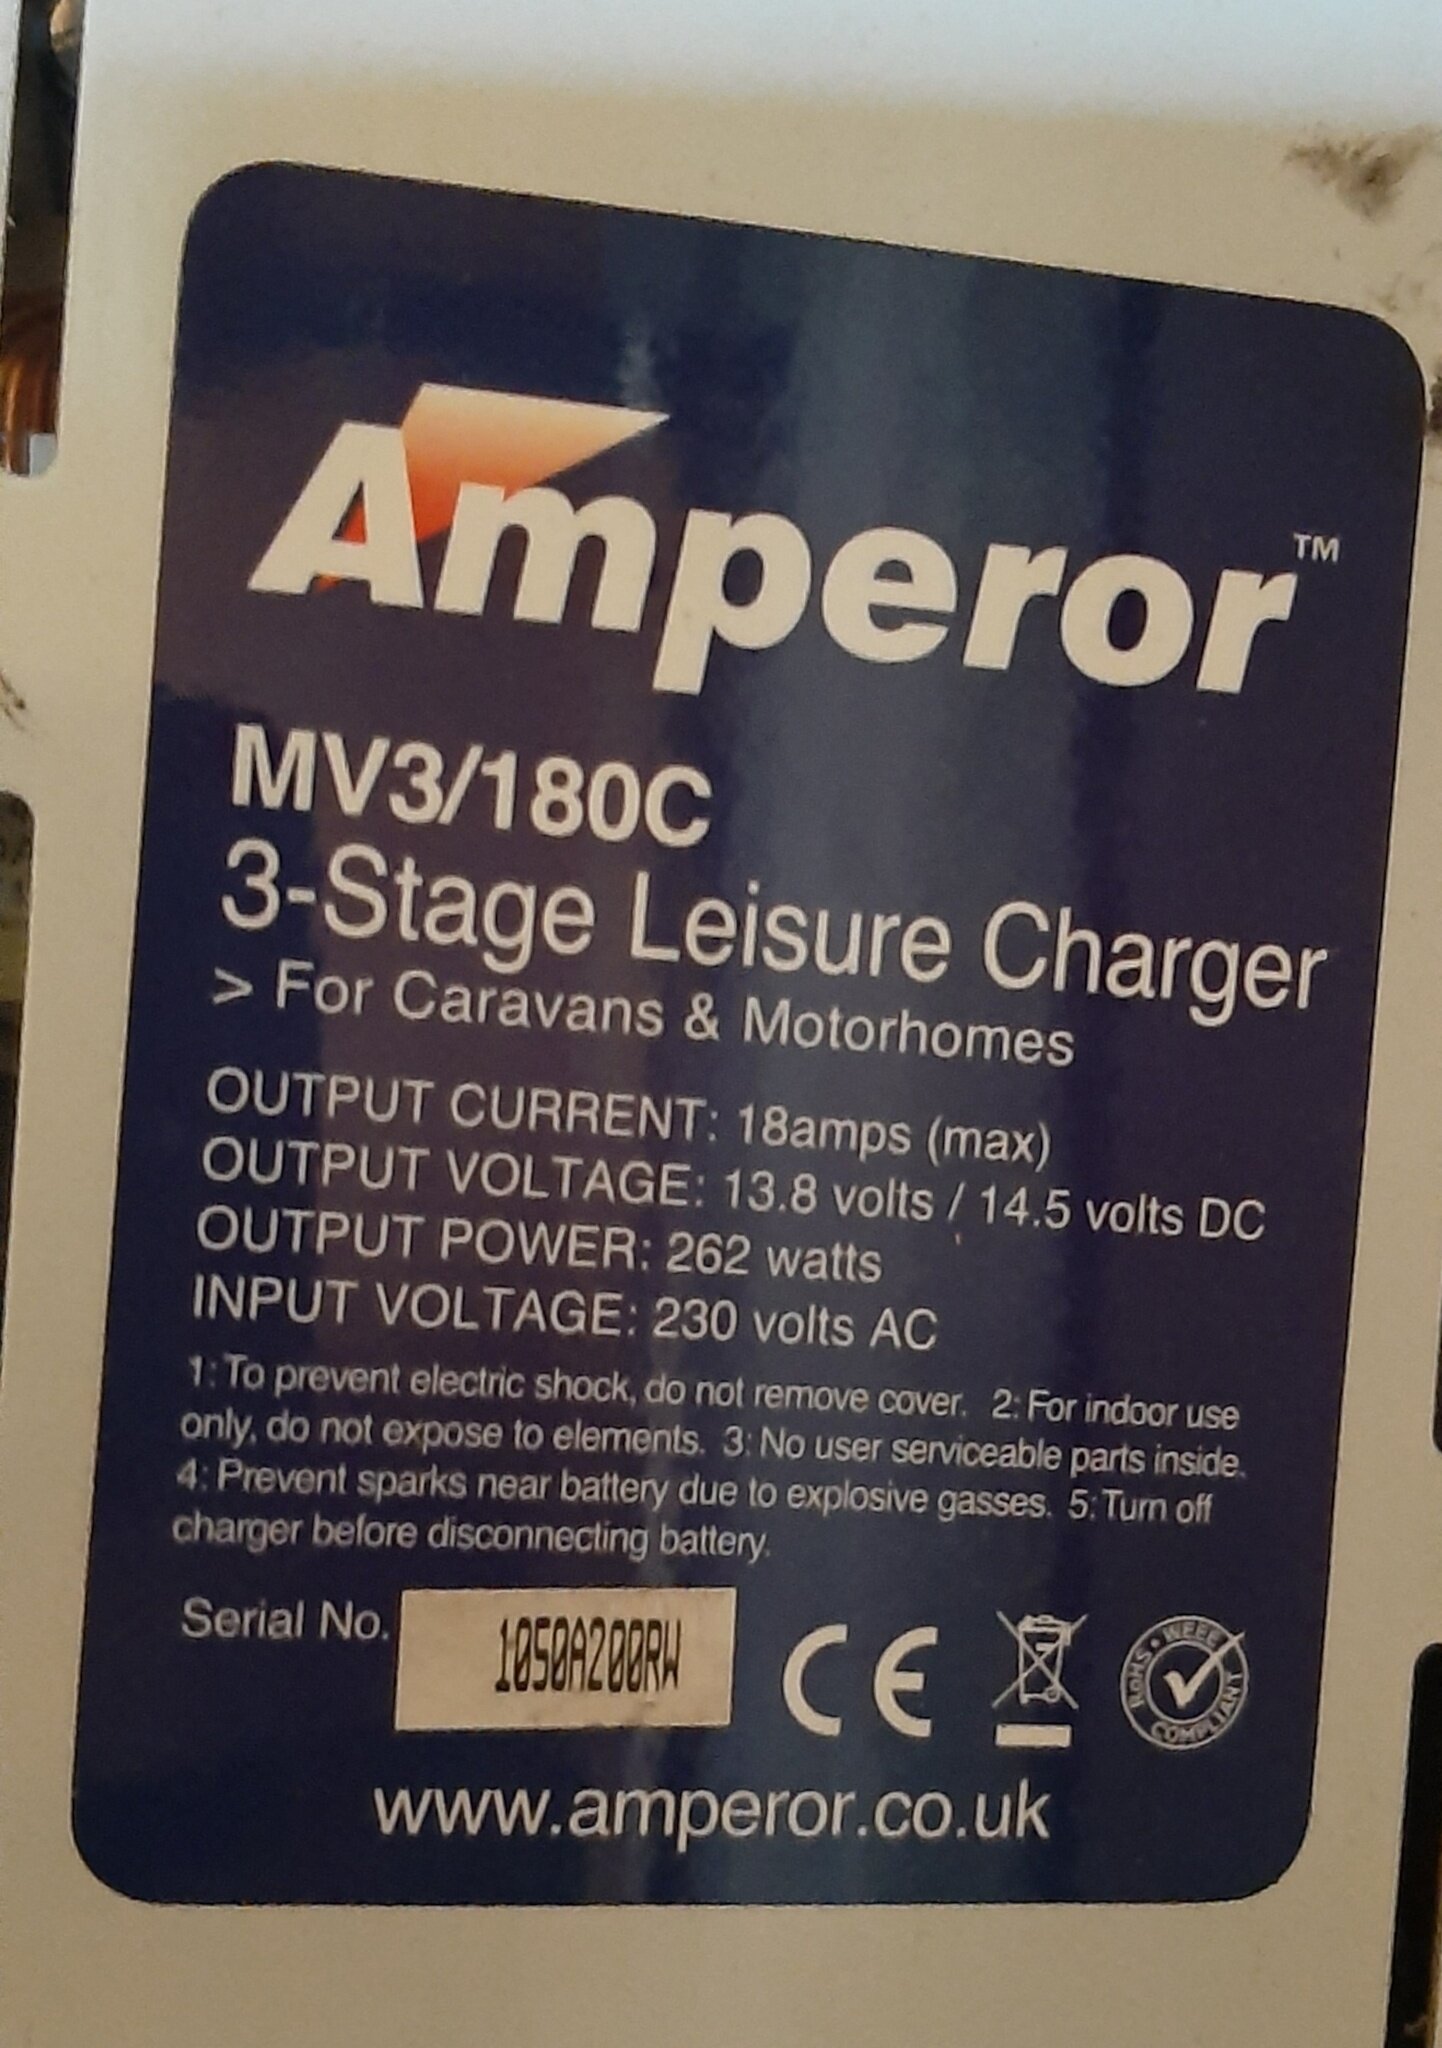 Amperor™
MV3/180C
3-Stage Leisure Charger
> For Caravans & Motorhomes
OUTPUT CURRENT: 18amps (max)
OUTPUT VOLTAGE: 13.8 volts / 14.5 volts DC
OUTPUT POWER: 262 watts
INPUT VOLTAGE: 230 volts AC
1: To prevent electric shock, do not remove cover. 2: For indoor use
only, do not expose to elements. 3: No user serviceable parts inside.
4: Prevent sparks near battery due to explosive gasses. 5: Turn off
charger before disconnecting battery.
Serial No. 1050A200RW CE RoHS • WEEE COMPLIANT
www.amperor.co.uk